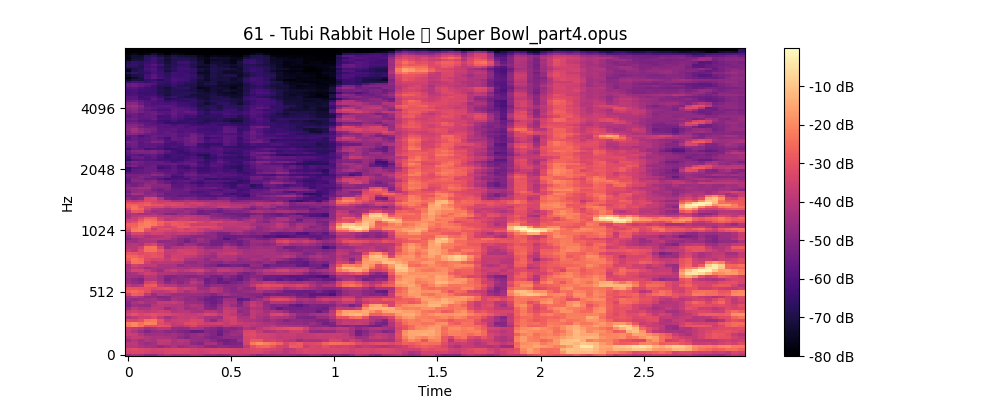 61 - Tubi Rabbit Hole  Super Bowl_part4.opus
Hz
4096
2048
1024
512
0
0
0.5
1
1.5
2
2.5
Time
-10 dB
-20 dB
-30 dB
-40 dB
-50 dB
-60 dB
-70 dB
-80 dB